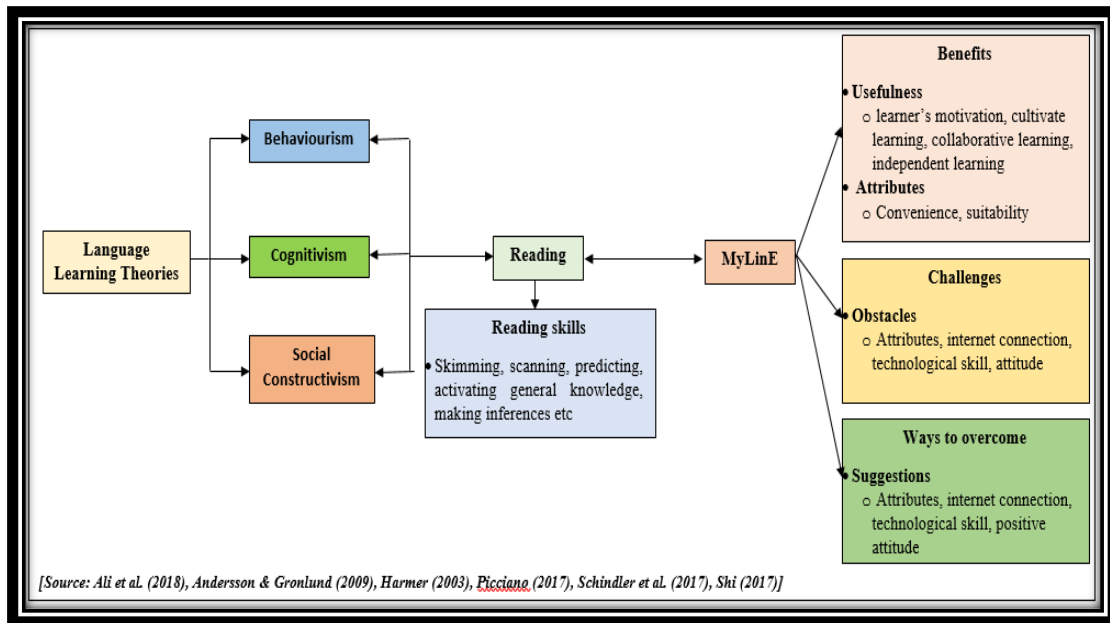 Language
Learning Theories
Behaviourism
Cognitivism
Social
Constructivism
Reading
Reading skills
• Skimming, scanning, predicting,
activating general knowledge,
making inferences etc
MyLinE
Benefits
• Usefulness
o learner's motivation, cultivate
learning, collaborative learning,
independent learning
• Attributes
o Convenience, suitability
Challenges
• Obstacles
o Attributes, internet connection,
technological skill, attitude
Ways to overcome
• Suggestions
o Attributes, internet connection,
technological skill, positive
attitude
[Source: Ali et al. (2018), Andersson & Gronlund (2009), Harmer (2003), Picciano (2017), Schindler et al. (2017), Shi (2017)]